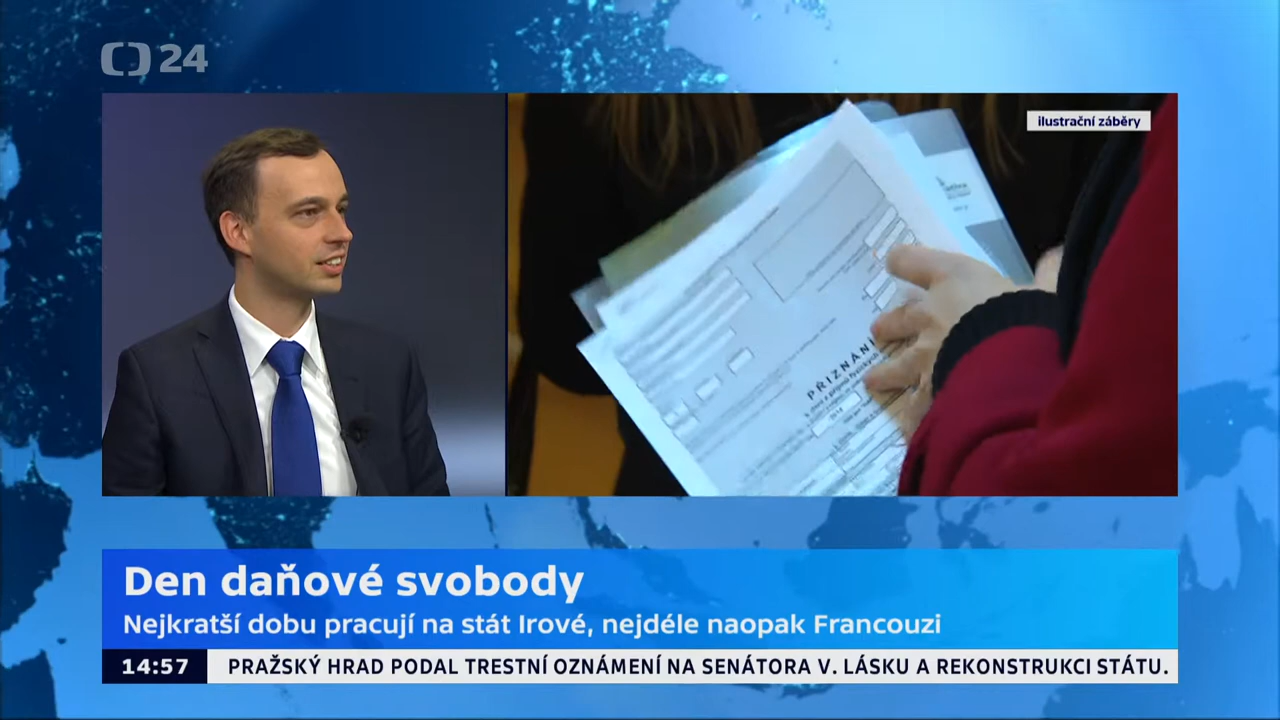 24
ilustrační záběry
PŘIZNÁNÍ
Den daňové svobody
Nejkratší dobu pracují na stát Irové, nejdéle naopak Francouzi
14:57 PRAŽSKÝ HRAD PODAL TRESTNÍ OZNÁMENÍ NA SENÁTORA V. LÁSKU A REKONSTRUKCI STÁTU.